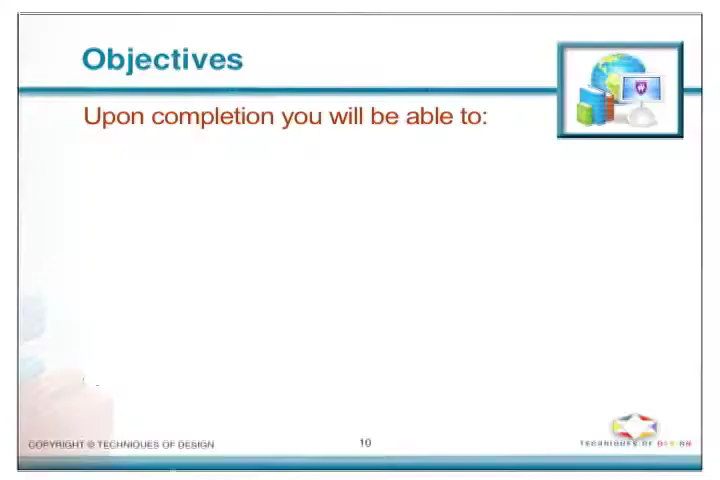 Objectives
Upon completion you will be able to:
COPYRIGHT © TECHNIQUES OF DESIGN
10
TECHNIQUES OF DESIGN